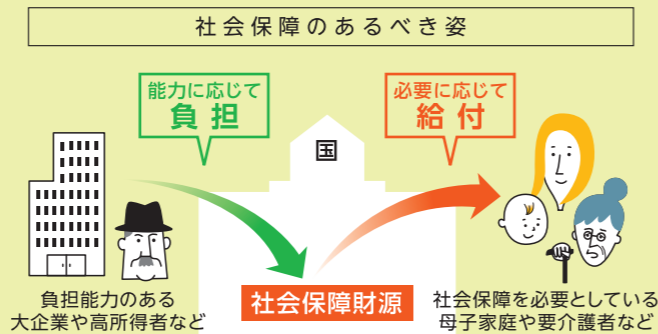 社会保障のあるべき姿
能力に応じて
負担
必要に応じて
給付
国
社会保障財源
負担能力のある
大企業や高所得者など
社会保障を必要としている
母子家庭や要介護者など